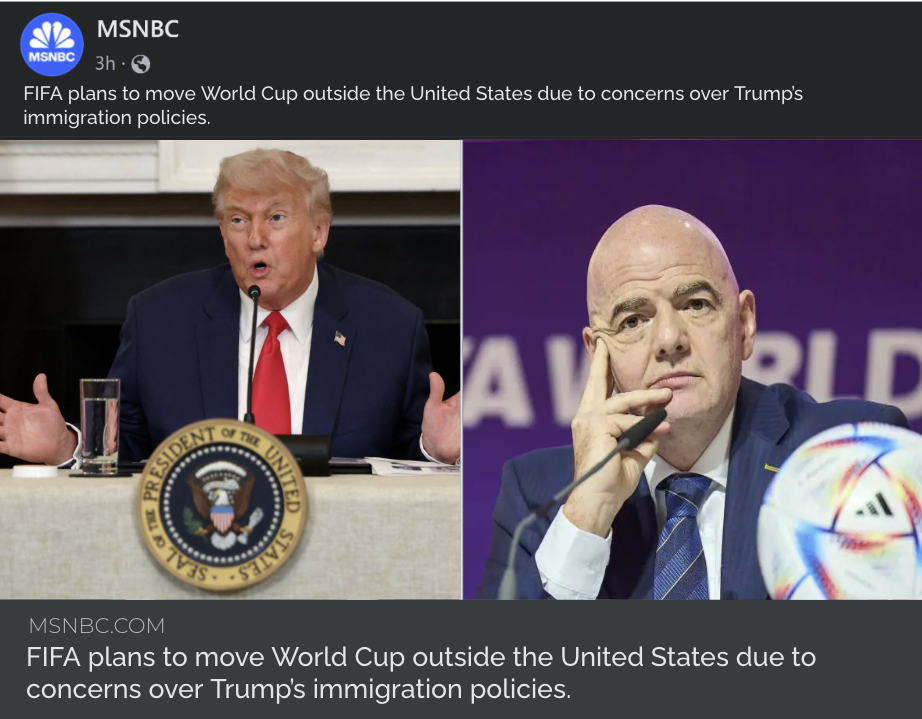 MSNBC
MSNBC
3h ·
FIFA plans to move World Cup outside the United States due to concerns over Trump's
immigration policies.
SEAL OF THE PRESIDENT OF THE UNITED STATES
A W RLD
MSNBC.COM
FIFA plans to move World Cup outside the United States due to
concerns over Trump's immigration policies.